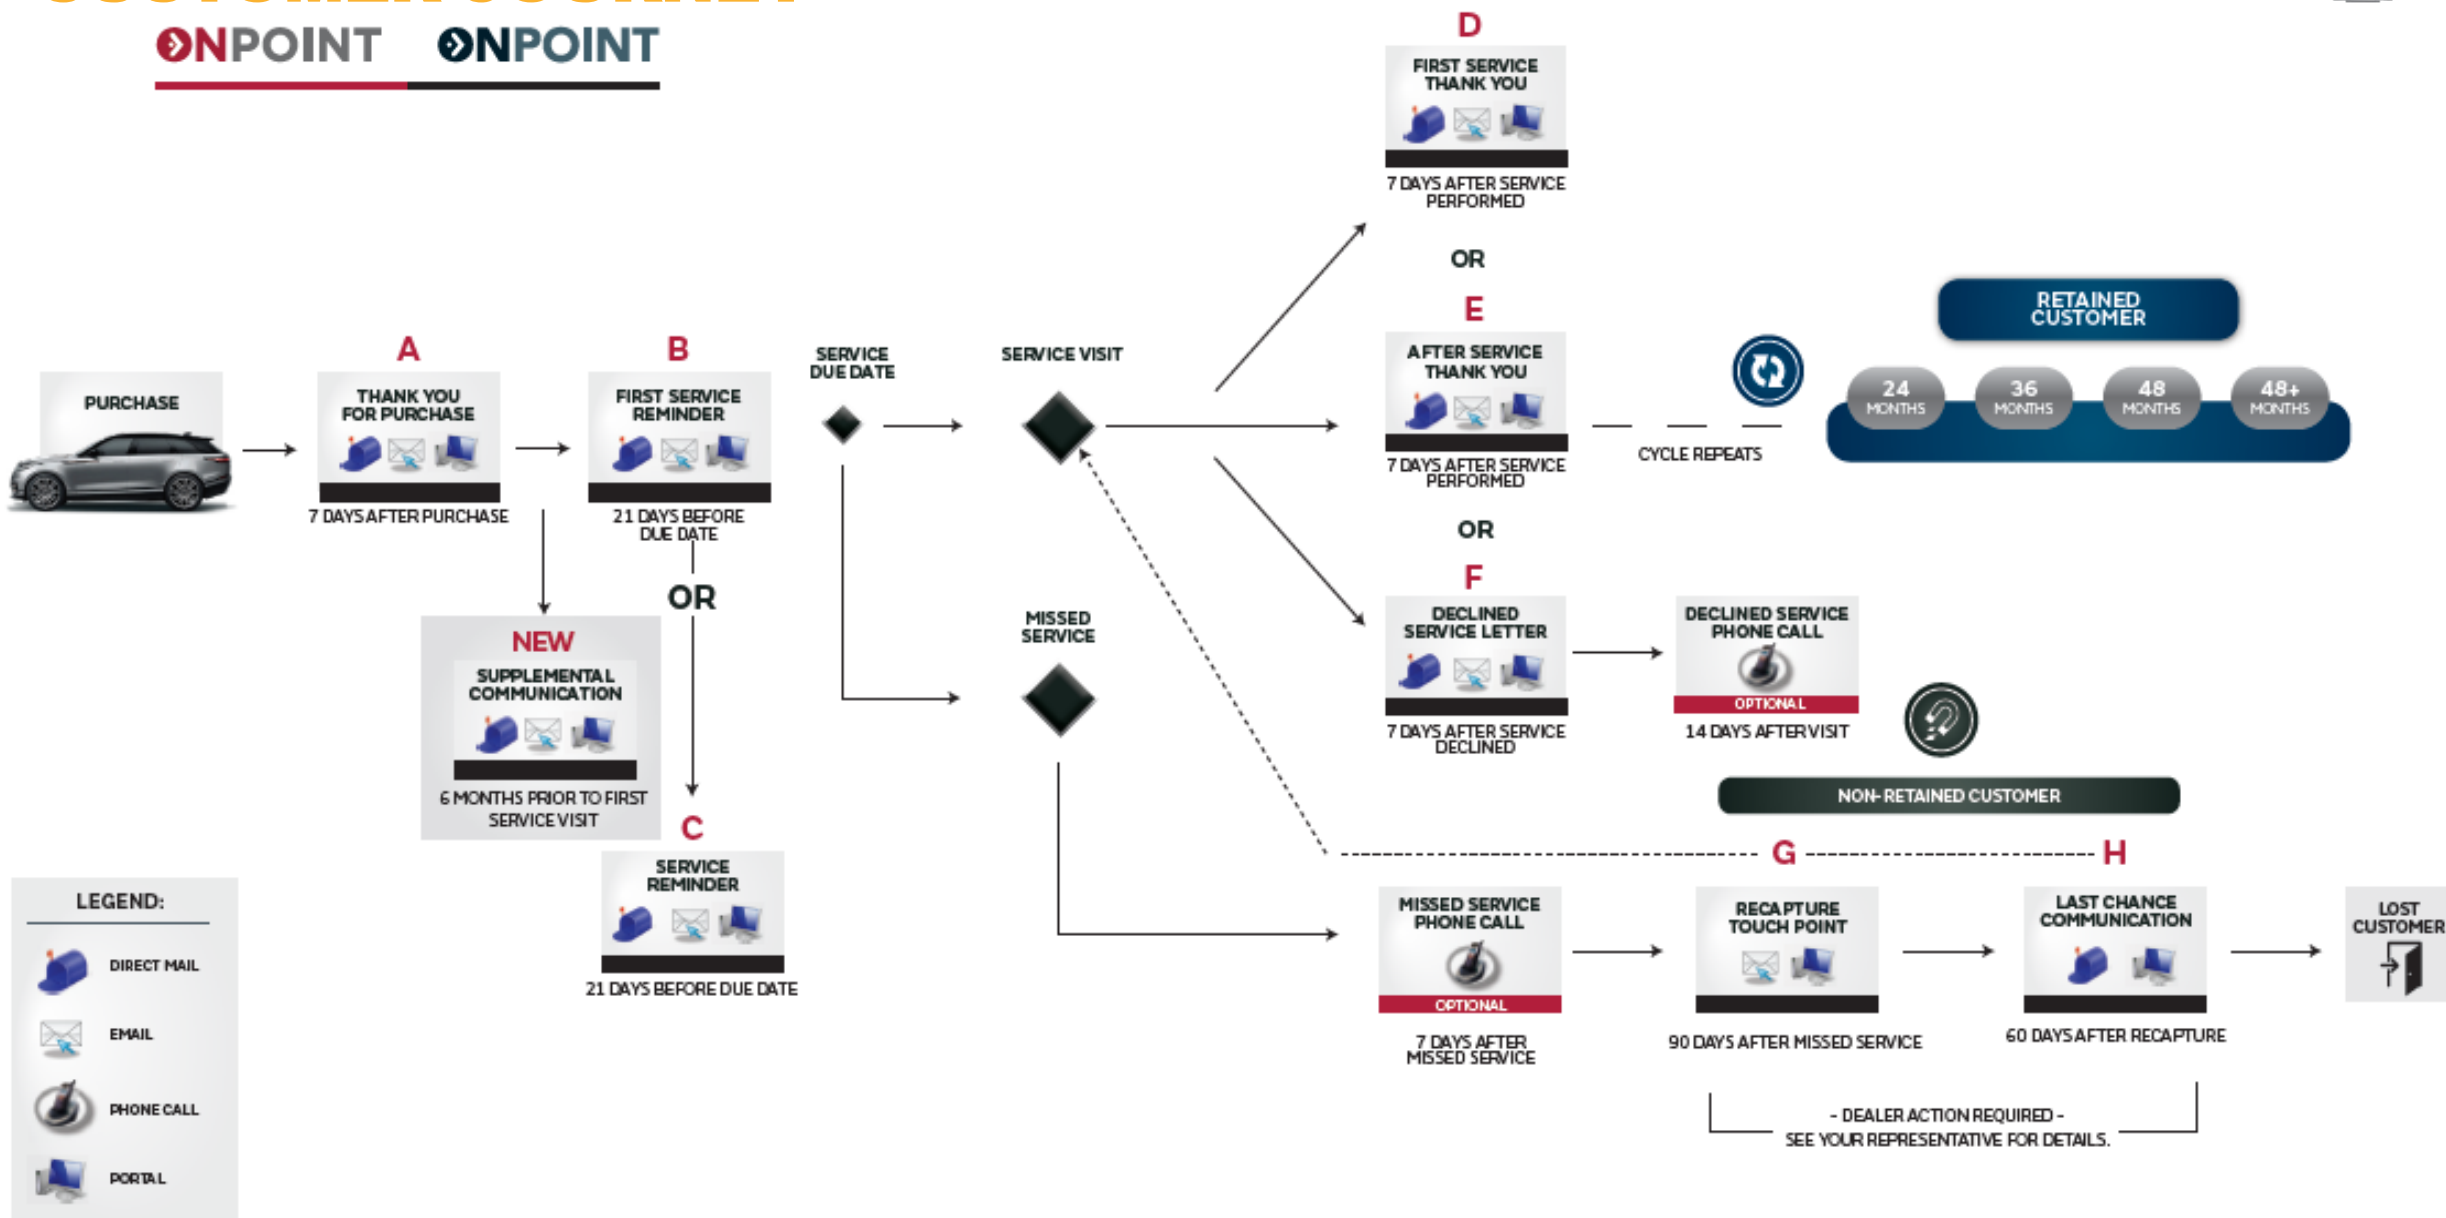 CUSTOMER JOURNEY
ONPOINT
ONPOINT
PURCHASE
A
THANK YOU
FOR PURCHASE
7 DAYS AFTER PURCHASE
B
FIRST SERVICE
REMINDER
21 DAYS BEFORE
DUE DATE
OR
NEW
SUPPLEMENTAL
COMMUNICATION
6 MONTHS PRIOR TO FIRST
SERVICE VISIT
C
SERVICE
REMINDER
21 DAYS BEFORE DUE DATE
SERVICE
DUE DATE
SERVICE VISIT
MISSED
SERVICE
D
FIRST SERVICE
THANK YOU
7 DAYS AFTER SERVICE
PERFORMED
OR
E
AFTER SERVICE
THANK YOU
7 DAYS AFTER SERVICE
PERFORMED
CYCLE REPEATS
RETAINED
CUSTOMER
24
MONTHS
36
MONTHS
48
MONTHS
48+
MONTHS
OR
F
DECLINED
SERVICE LETTER
7 DAYS AFTER SERVICE
DECLINED
DECLINED SERVICE
PHONE CALL
OPTIONAL
14 DAYS AFTER VISIT
NON-RETAINED CUSTOMER
MISSED SERVICE
PHONE CALL
OPTIONAL
7 DAYS AFTER
MISSED SERVICE
G
RECAPTURE
TOUCH POINT
90 DAYS AFTER MISSED SERVICE
H
LAST CHANCE
COMMUNICATION
60 DAYS AFTER RECAPTURE
LOST
CUSTOMER
- DEALER ACTION REQUIRED -
SEE YOUR REPRESENTATIVE FOR DETAILS.
LEGEND:
DIRECT MAIL
EMAIL
PHONE CALL
PORTAL